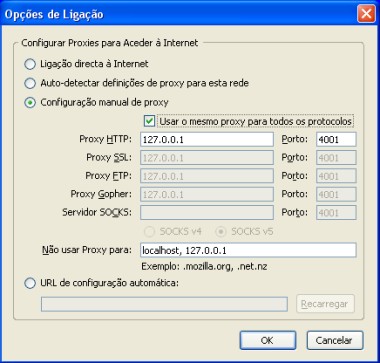 Opções de Ligação
Configurar Proxies para Aceder à Internet
Ligação directa à Internet
Auto-detectar definições de proxy para esta rede
Configuração manual de proxy
Usar o mesmo proxy para todos os protocolos
Proxy HTTP: 127.0.0.1 Porto: 4001
Proxy SSL: 127.0.0.1 Porto: 4001
Proxy FTP: 127.0.0.1 Porto: 4001
Proxy Gopher: 127.0.0.1 Porto: 4001
Servidor SOCKS: Porto: 4001
SOCKS v4 SOCKS v5
Não usar Proxy para: localhost, 127.0.0.1
Exemplo: .mozilla.org, .net.nz
URL de configuração automática:
Recarregar
OK Cancelar